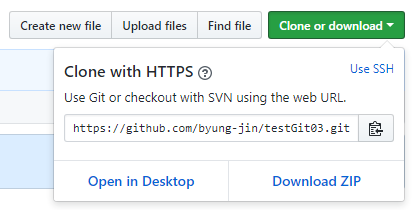 Create new file Upload files Find file Clone or download
Clone with HTTPS Use SSH
Use Git or checkout with SVN using the web URL.
https://github.com/byung-jin/testGit03.git
Open in Desktop Download ZIP